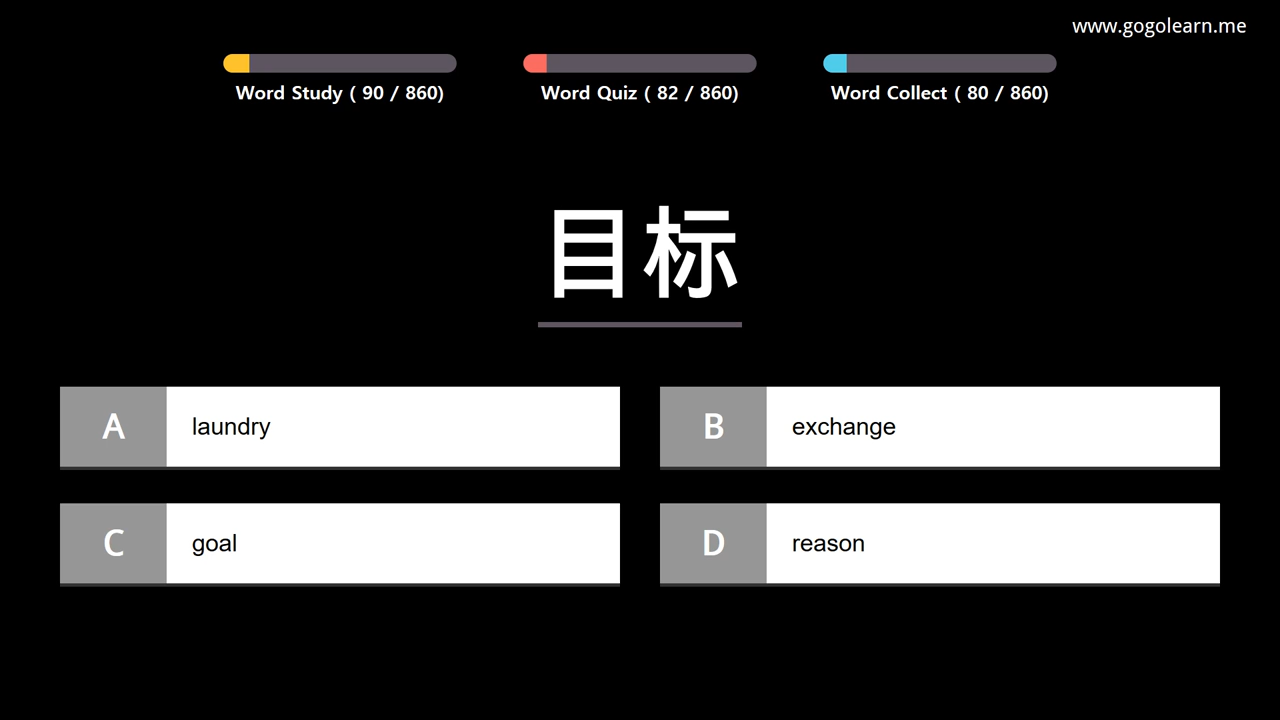 www.gogolearn.me
Word Study ( 90 / 860)
Word Quiz ( 82 / 860)
Word Collect ( 80 / 860)
目标
A laundry
B exchange
C goal
D reason